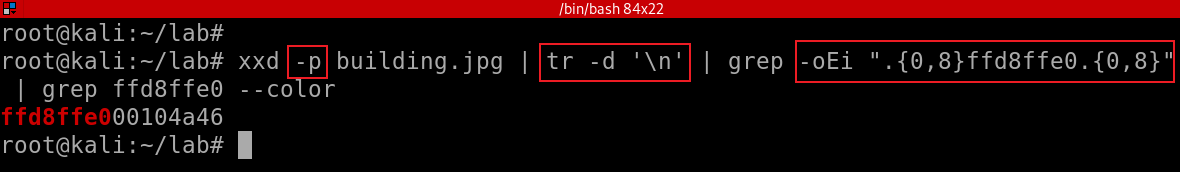 /bin/bash 84x22
root@kali:~/lab#
root@kali:~/lab# xxd -p building.jpg | tr -d '\n' | grep -oEi ".{0,8}ffd8ffe0.{0,8}"
 | grep ffd8ffe0 --color
ffd8ffe000104a46
root@kali:~/lab#